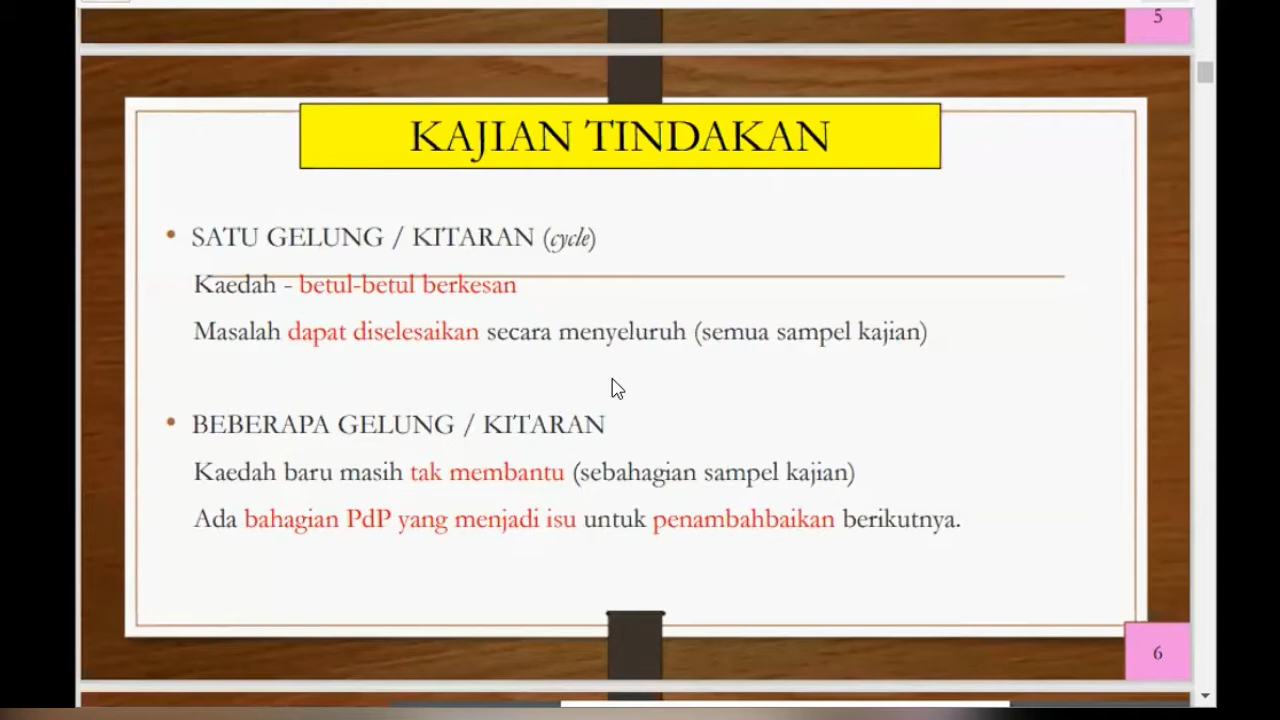 5
KAJIAN TINDAKAN
• SATU GELUNG / KITARAN (cycle)
Kaedah - betul-betul berkesan
Masalah dapat diselesaikan secara menyeluruh (semua sampel kajian)
• BEBERAPA GELUNG / KITARAN
Kaedah baru masih tak membantu (sebahagian sampel kajian)
Ada bahagian PdP yang menjadi isu untuk penambahbaikan berikutnya.
6